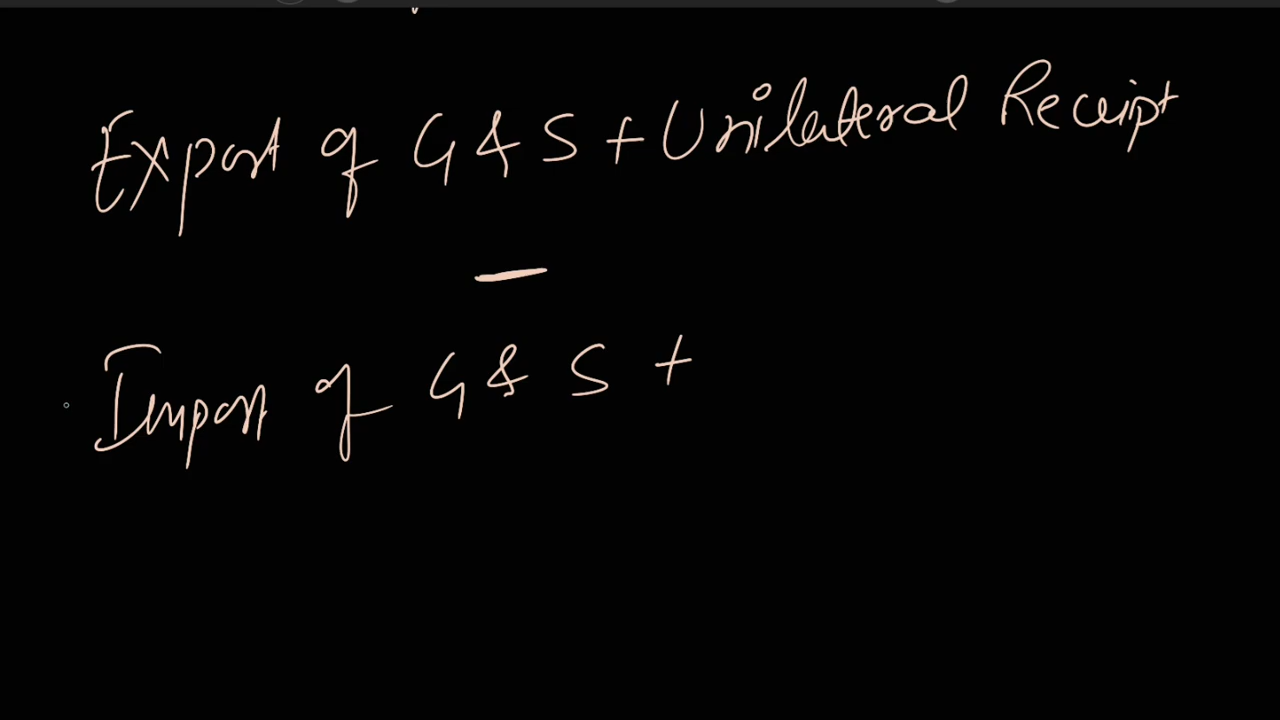 Export of G & S + Unilateral Receipt
—
Import of G & S +